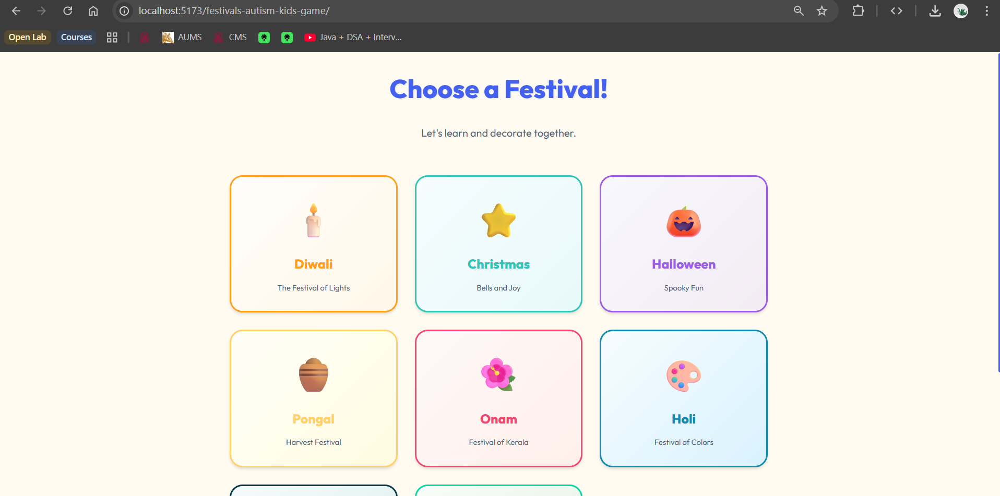 localhost:5173/festivals-autism-kids-game/
Open Lab Courses AUMS CMS Java + DSA + Interv...
Choose a Festival!
Let's learn and decorate together.
Diwali
The Festival of Lights
Christmas
Bells and Joy
Halloween
Spooky Fun
Pongal
Harvest Festival
Onam
Festival of Kerala
Holi
Festival of Colors